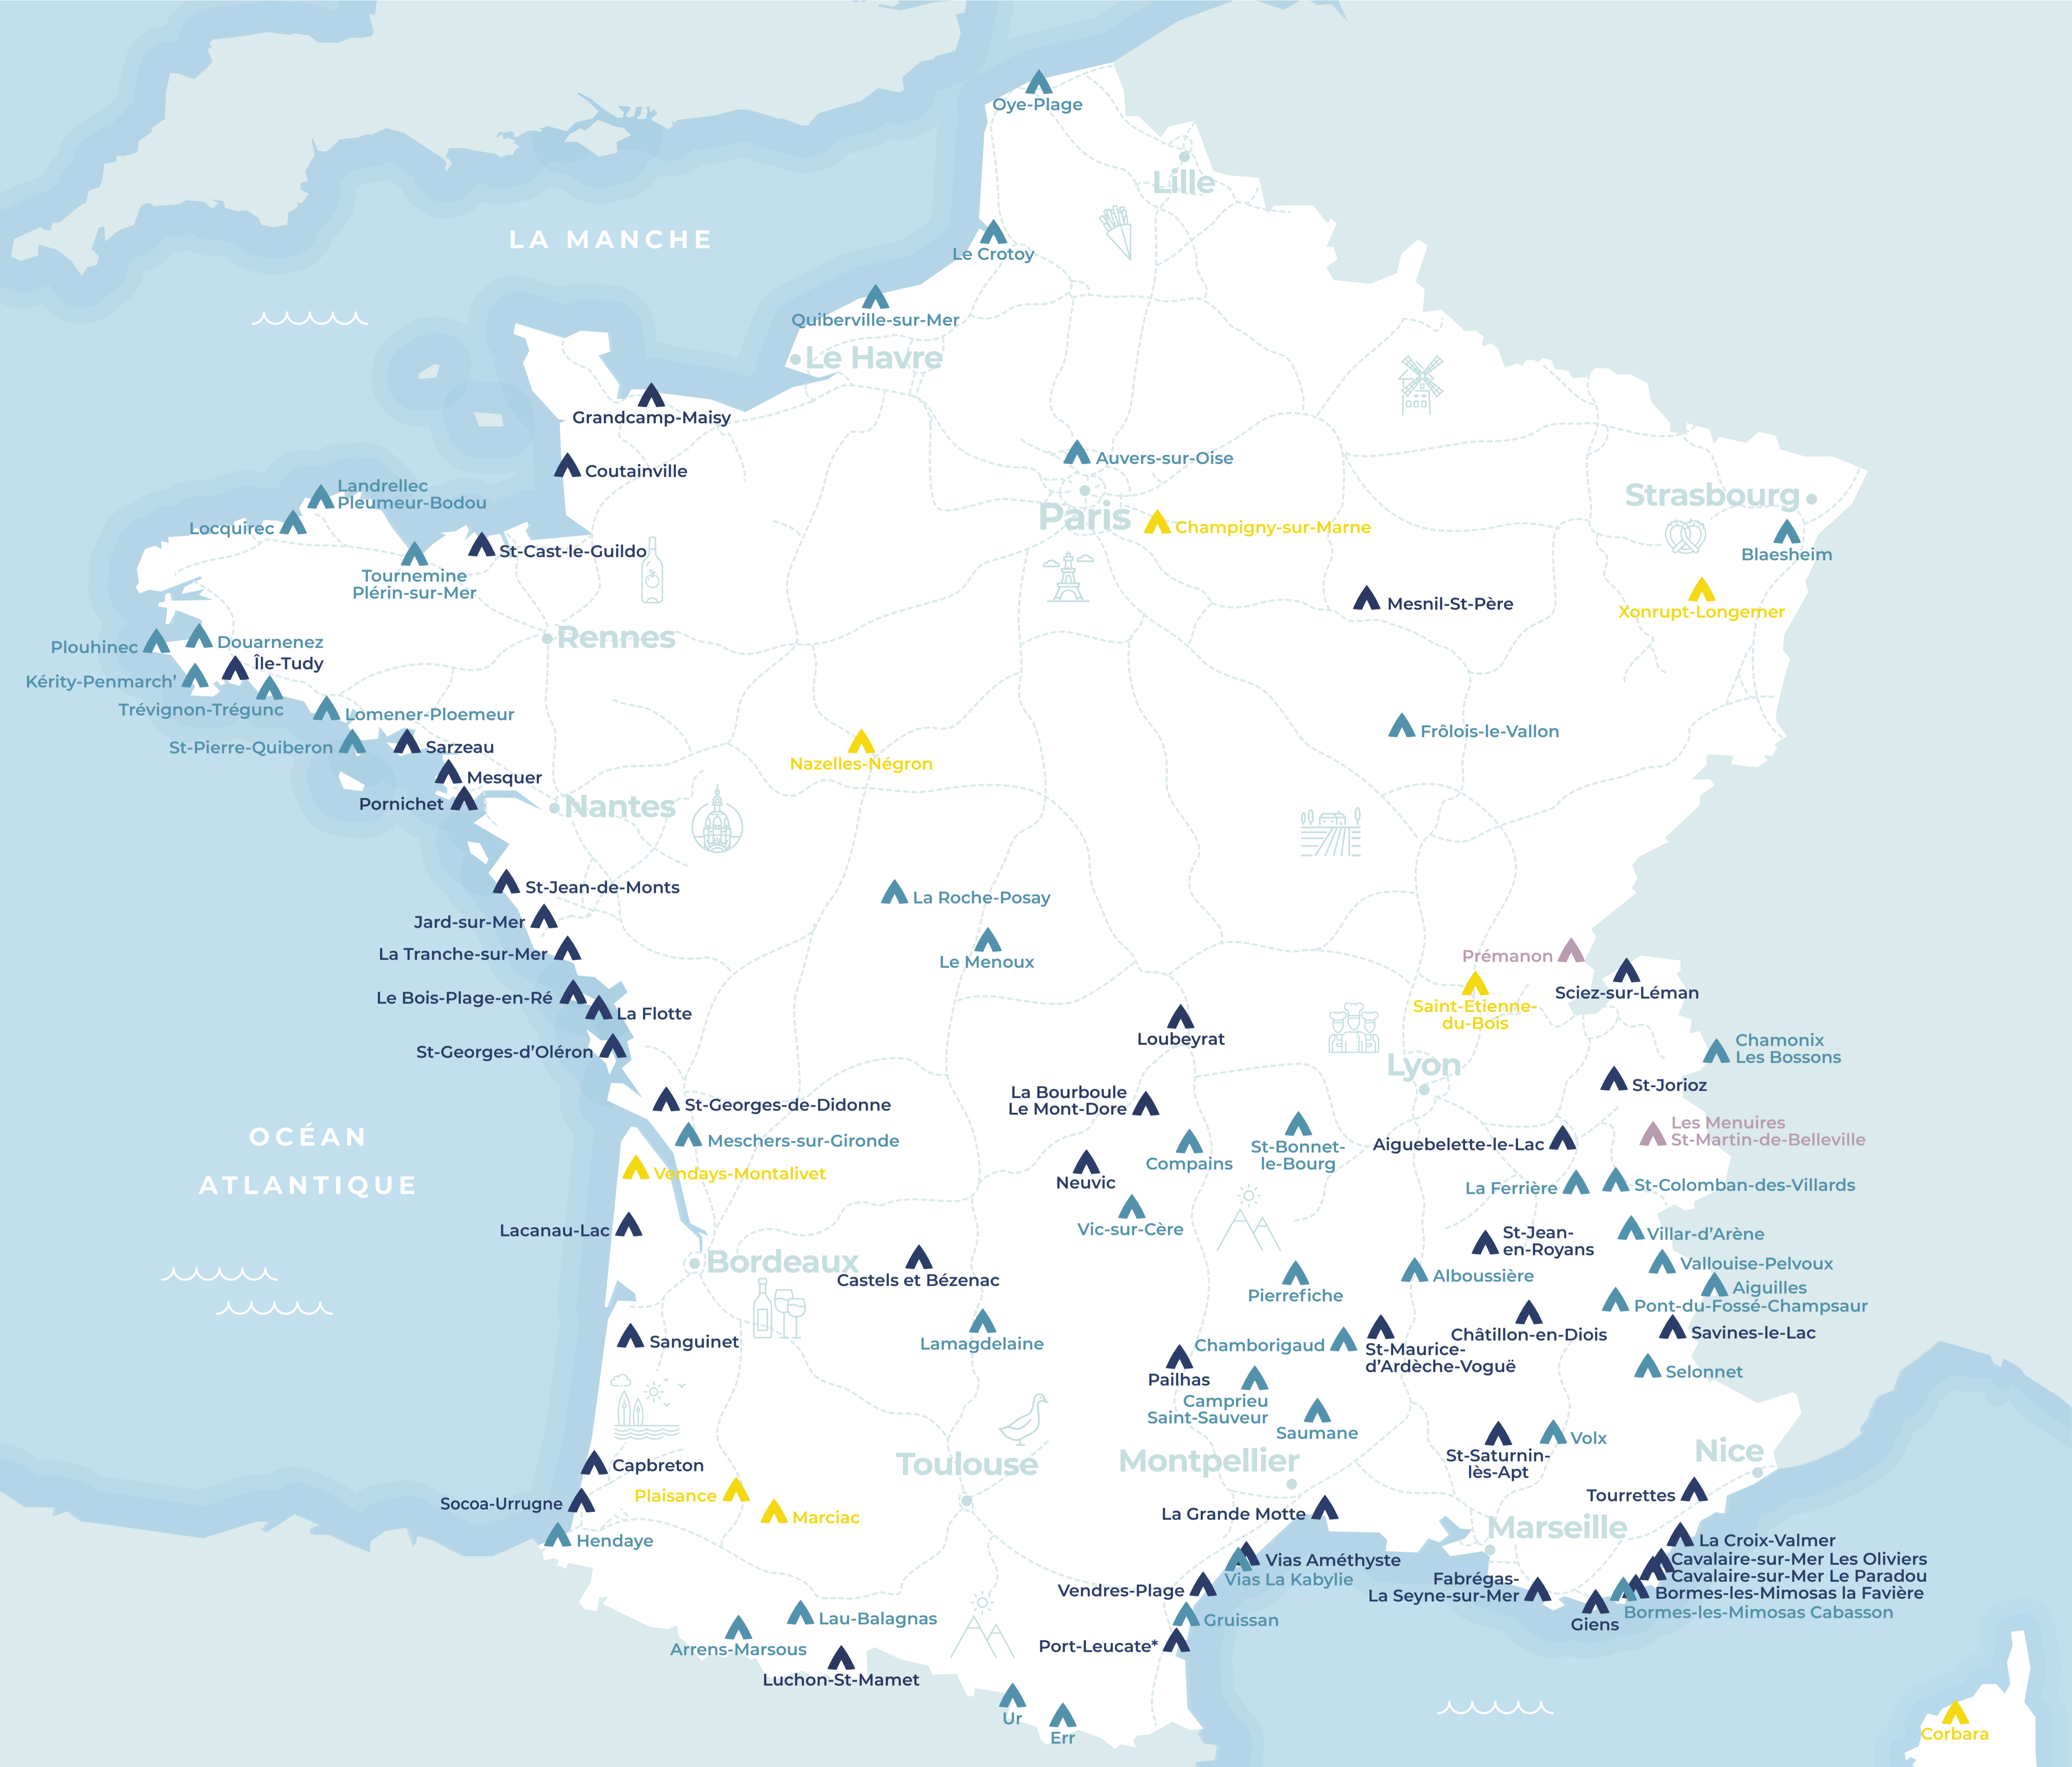 Oye-Plage
Lille
LA MANCHE
Le Crotoy
Quiberville-sur-Mer
Le Havre
Grandcamp-Maisy
Coutainville
Auvers-sur-Oise
Paris
Champigny-sur-Marne
Strasbourg
Blaesheim
Xonrupt-Longemer
Landrellec
Pleumeur-Bodou
Locquirec
St-Cast-le-Guildo
Tournemine
Plérin-sur-Mer
Mesnil-St-Père
Rennes
Plouhinec
Douarnenez
Île-Tudy
Kérity-Penmarch’
Trévignon-Trégunc
Lomener-Ploemeur
St-Pierre-Quiberon
Sarzeau
Mesquer
Pornichet
Nantes
Nazelles-Négron
Frôlois-le-Vallon
St-Jean-de-Monts
Jard-sur-Mer
La Tranche-sur-Mer
La Roche-Posay
Le Menoux
Le Bois-Plage-en-Ré
La Flotte
St-Georges-d’Oléron
Prémanon
Sciez-sur-Léman
Saint-Etienne-
du-Bois
Loubeyrat
Lyon
Chamonix
Les Bossons
St-Jorioz
La Bourboule
Le Mont-Dore
St-Georges-de-Didonne
Meschers-sur-Gironde
Vendays-Montalivet
OCÉAN
ATLANTIQUE
Les Menuires
St-Martin-de-Belleville
Aiguebelette-le-Lac
Compains
St-Bonnet-
le-Bourg
Neuvic
Vic-sur-Cère
La Ferrière
St-Colomban-des-Villards
Lacanau-Lac
Bordeaux
Castels et Bézenac
St-Jean-
en-Royans
Villar-d’Arène
Vallouise-Pelvoux
Alboussière
Aiguilles
Pierrefiche
Pont-du-Fossé-Champsaur
Sanguinet
Lamagdelaine
Chamborigaud
St-Maurice-
d’Ardèche-Voguë
Châtillon-en-Diois
Savines-le-Lac
Pailhas
Selonnet
Camprieu
Saint-Sauveur
Saumane
Volx
St-Saturnin-
lès-Apt
Nice
Capbreton
Toulouse
Montpellier
Plaisance
Marciac
Socoa-Urrugne
Hendaye
La Grande Motte
Tourrettes
Marseille
La Croix-Valmer
Cavalaire-sur-Mer Les Oliviers
Cavalaire-sur-Mer Le Paradou
Bormes-les-Mimosas la Favière
Bormes-les-Mimosas Cabasson
Vias Améthyste
Vias La Kabylie
Vendres-Plage
Fabrégas-
La Seyne-sur-Mer
Giens
Gruissan
Lau-Balagnas
Arrens-Marsous
Port-Leucate*
Luchon-St-Mamet
Ur
Err
Corbara